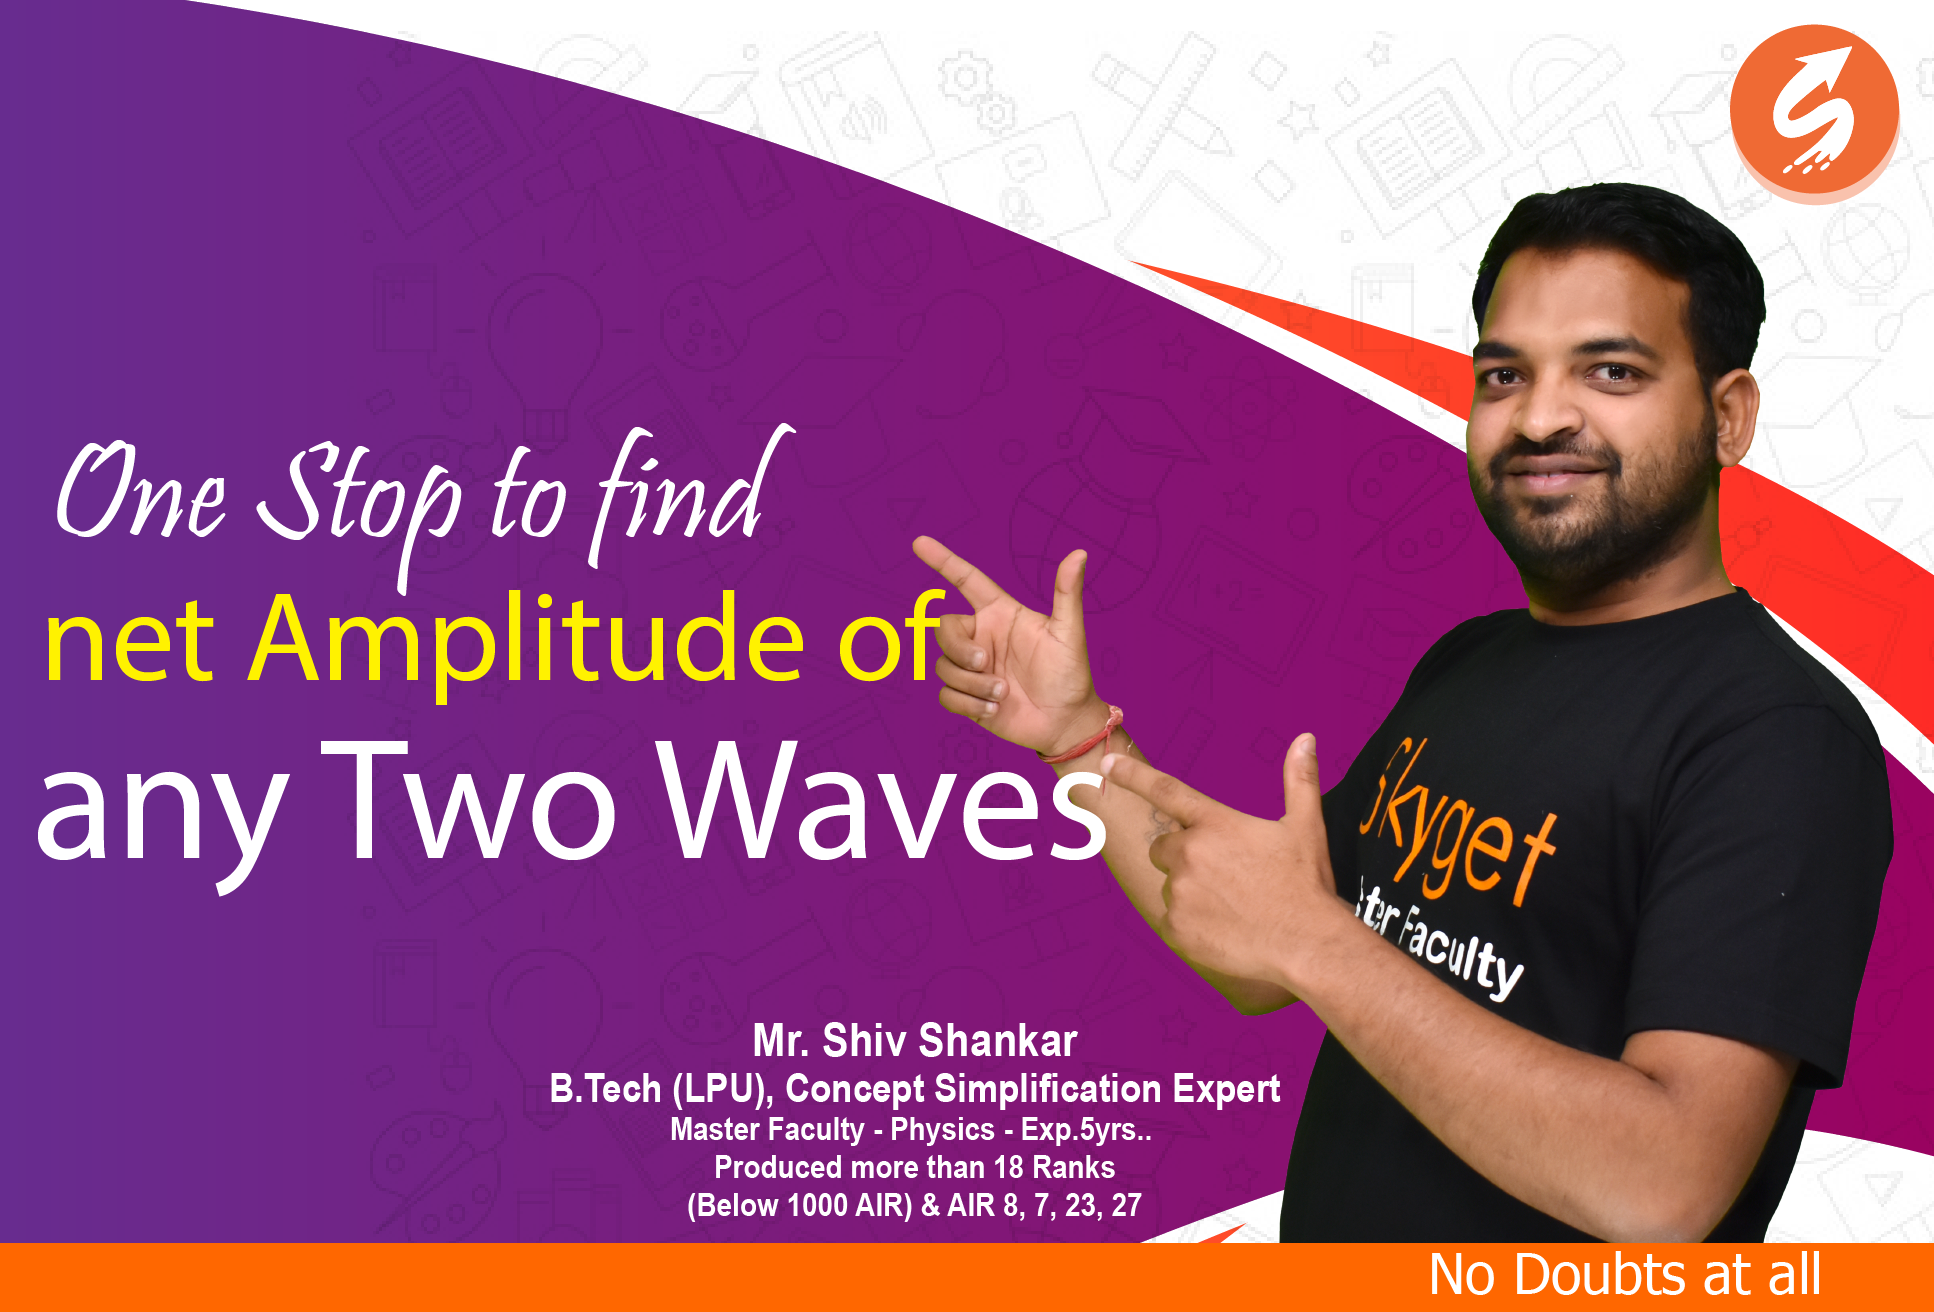 One Stop to find
net Amplitude of
any Two Waves
Skyget
ster Faculty
Mr. Shiv Shankar
B.Tech (LPU), Concept Simplification Expert
Master Faculty - Physics - Exp.5yrs..
Produced more than 18 Ranks
(Below 1000 AIR) & AIR 8, 7, 23, 27
No Doubts at all